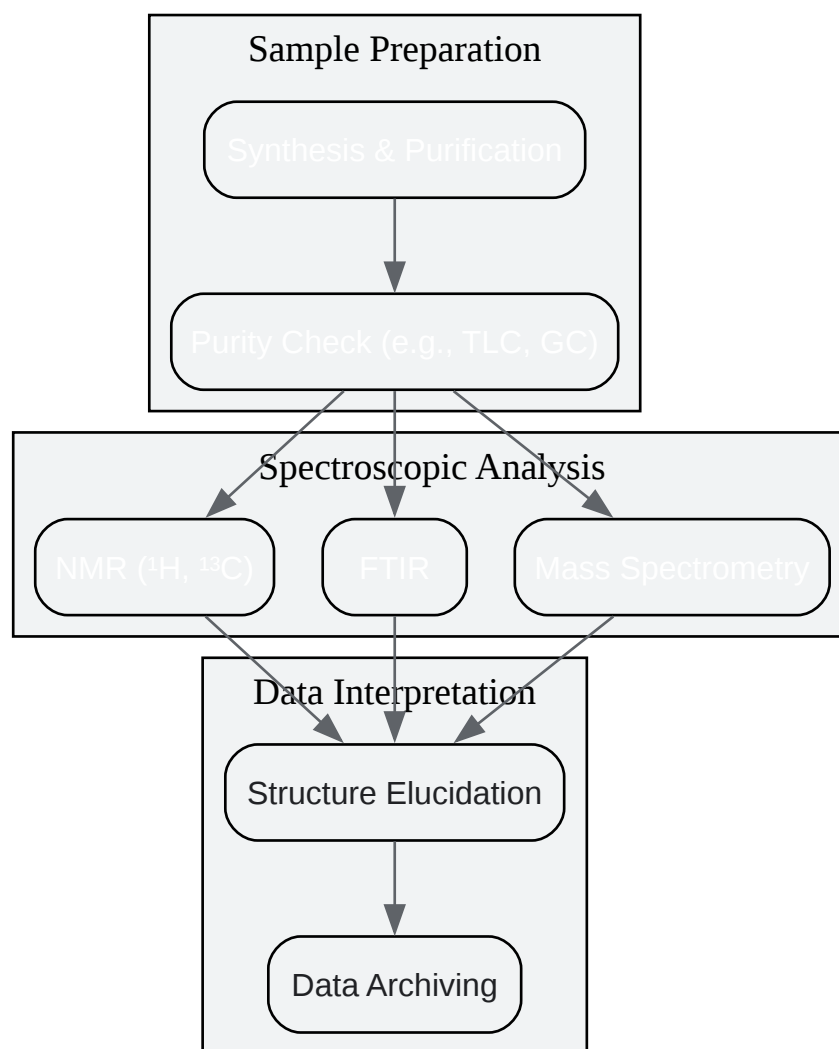 Sample Preparation
Synthesis & Purification
Purity Check (e.g., TLC, GC)
Spectroscopic Analysis
NMR (¹H, ¹³C)
FTIR
Mass Spectrometry
Data Interpretation
Structure Elucidation
Data Archiving